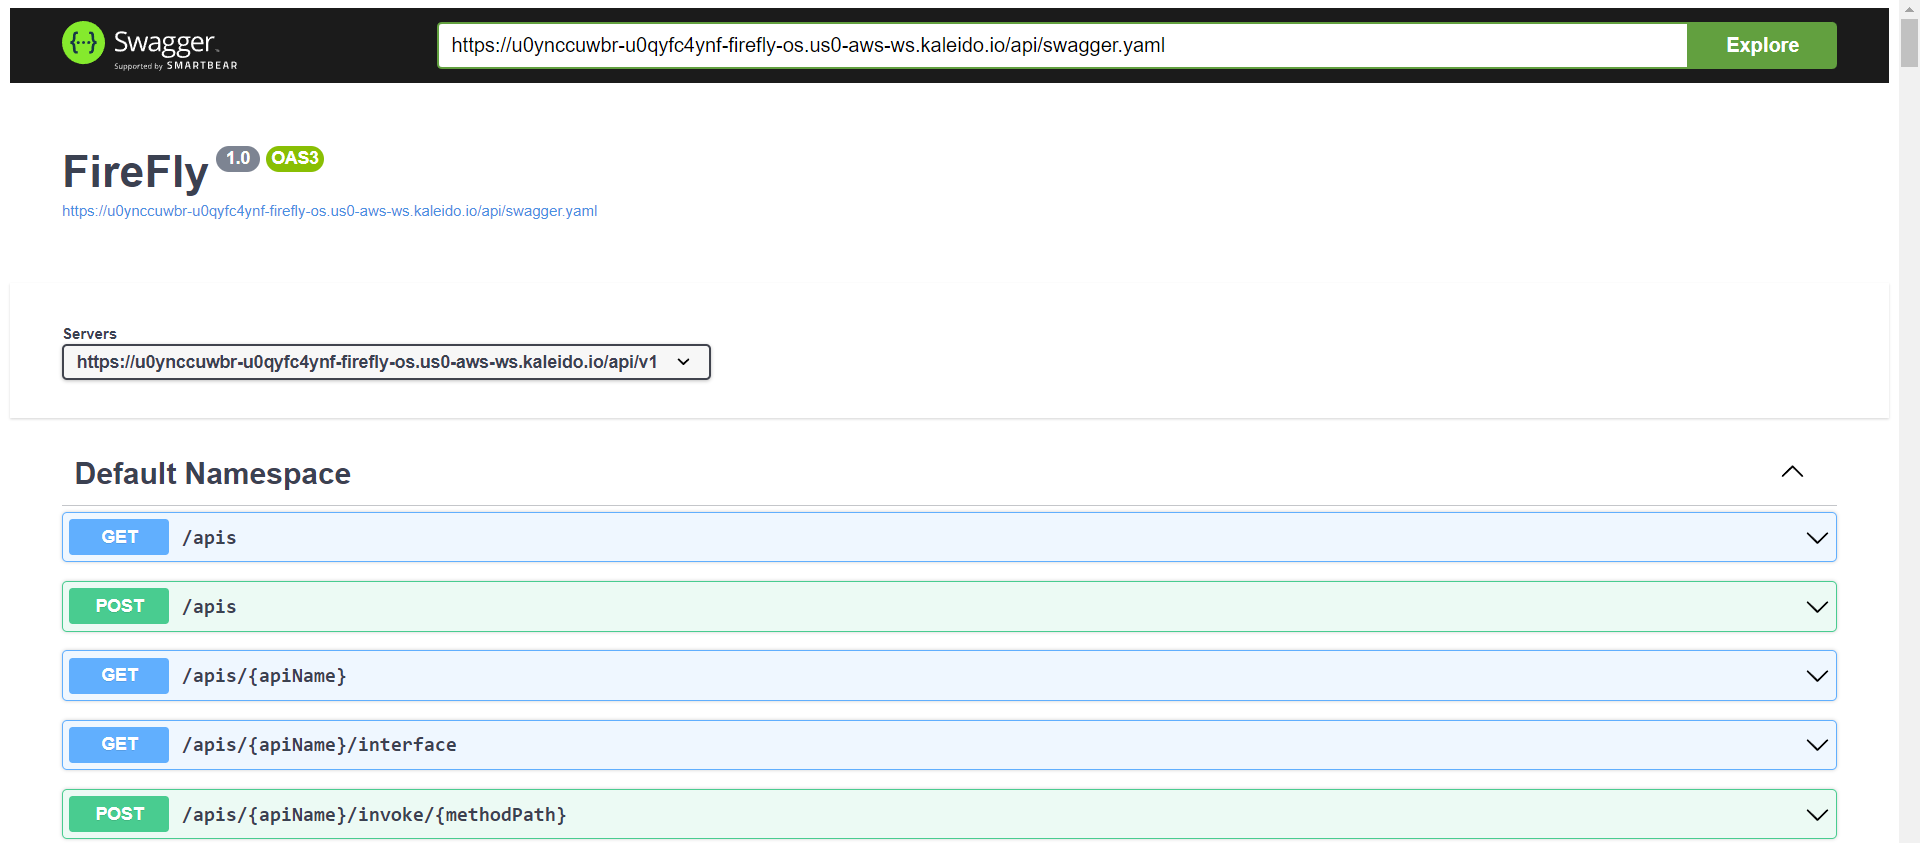 {···} Swagger.
Supported by SMARTBEAR
https://u0ynccuwbr-u0qyfc4ynf-firefly-os.us0-aws-ws.kaleido.io/api/swagger.yaml
Explore
FireFly 1.0 OAS3
https://u0ynccuwbr-u0qyfc4ynf-firefly-os.us0-aws-ws.kaleido.io/api/swagger.yaml
Servers
https://u0ynccuwbr-u0qyfc4ynf-firefly-os.us0-aws-ws.kaleido.io/api/v1
Default Namespace
GET /apis
POST /apis
GET /apis/{apiName}
GET /apis/{apiName}/interface
POST /apis/{apiName}/invoke/{methodPath}